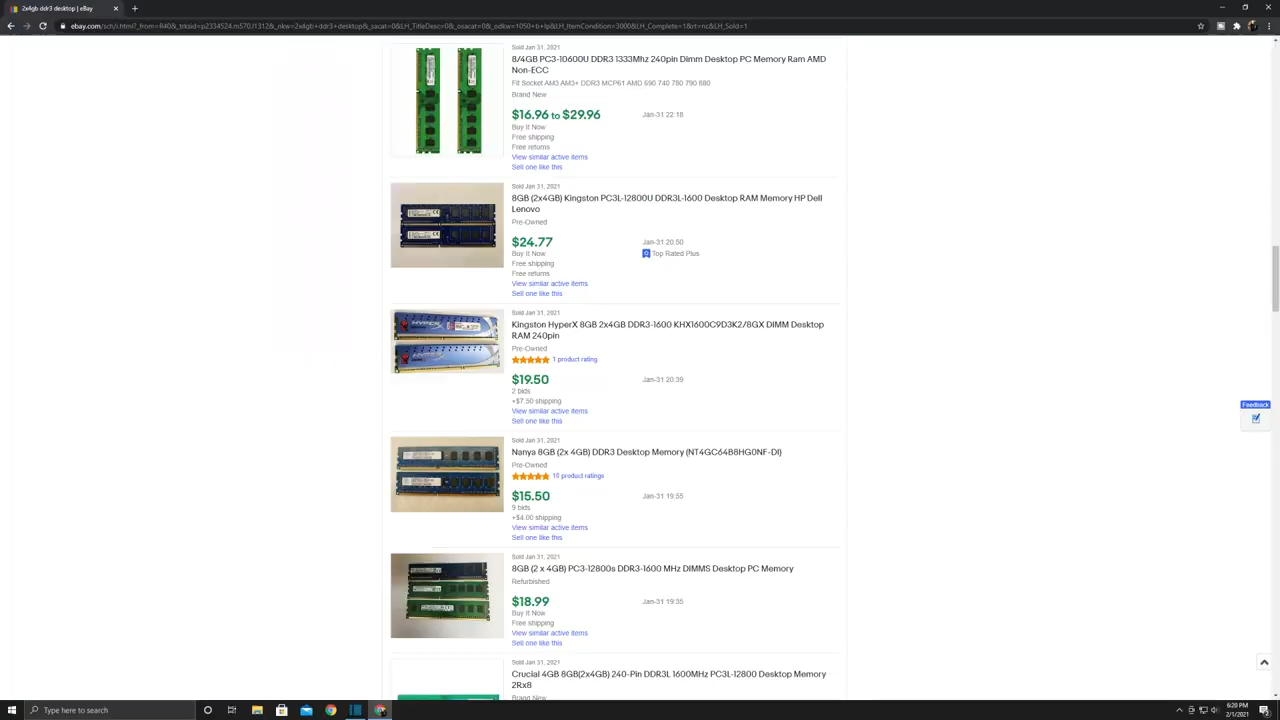 2x4gb ddr3 desktop | eBay
ebay.com/sch/i.html?_from=R40&_trksid=p2334524.m570.l1312&_nkw=2x4gb+ddr3+desktop&_sacat=0&LH_TitleDesc=0&_osacat=0&_odkw=1050+b+lp&LH_ItemCondition=3000&LH_Complete=1&rt=nc&LH_Sold=1
Sold Jan 31, 2021
8/4GB PC3-10600U DDR3 1333Mhz 240pin Dimm Desktop PC Memory Ram AMD
Non-ECC
Fit Socket AM3 AM3+ DDR3 MCP61 AMD 690 740 780 790 880
Brand New
$16.96 to $29.96
Jan-31 22:18
Buy It Now
Free shipping
Free returns
View similar active items
Sell one like this
Sold Jan 31, 2021
8GB (2x4GB) Kingston PC3L-12800U DDR3L-1600 Desktop RAM Memory HP Dell
Lenovo
Pre-Owned
$24.77
Jan-31 20:50
Buy It Now
Top Rated Plus
Free shipping
Free returns
View similar active items
Sell one like this
Sold Jan 31, 2021
Kingston HyperX 8GB 2x4GB DDR3-1600 KHX1600C9D3K2/8GX DIMM Desktop
RAM 240pin
Pre-Owned
1 product rating
$19.50
Jan-31 20:39
2 bids
+$7.50 shipping
View similar active items
Sell one like this
Sold Jan 31, 2021
Nanya 8GB (2x 4GB) DDR3 Desktop Memory (NT4GC64B8HG0NF-DI)
Pre-Owned
10 product ratings
$15.50
Jan-31 19:55
9 bids
+$4.00 shipping
View similar active items
Sell one like this
Sold Jan 31, 2021
8GB (2 x 4GB) PC3-12800s DDR3-1600 MHz DIMMS Desktop PC Memory
Refurbished
$18.99
Jan-31 19:35
Buy It Now
Free shipping
View similar active items
Sell one like this
Sold Jan 31, 2021
Crucial 4GB 8GB(2x4GB) 240-Pin DDR3L 1600MHz PC3L-12800 Desktop Memory
2Rx8
Brand New
Feedback
Type here to search
6:20 PM
2/1/2021